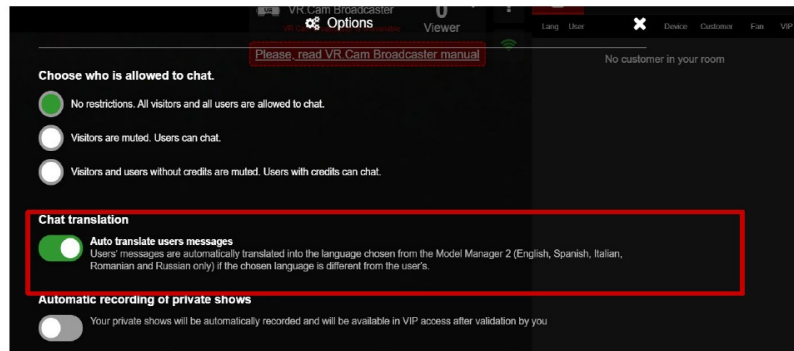 VR.Cam Broadcaster
0
Options
Viewer
Lang User Device Customer Fan VIP
Please, read VR.Cam Broadcaster manual
No customer in your room
Choose who is allowed to chat.
No restrictions. All visitors and all users are allowed to chat.
Visitors are muted. Users can chat.
Visitors and users without credits are muted. Users with credits can chat.
Chat translation
Auto translate users messages
Users' messages are automatically translated into the language chosen from the Model Manager 2 (English, Spanish, Italian,
Romanian and Russian only) if the chosen language is different from the user's.
Automatic recording of private shows
Your private shows will be automatically recorded and will be available in VIP access after validation by you